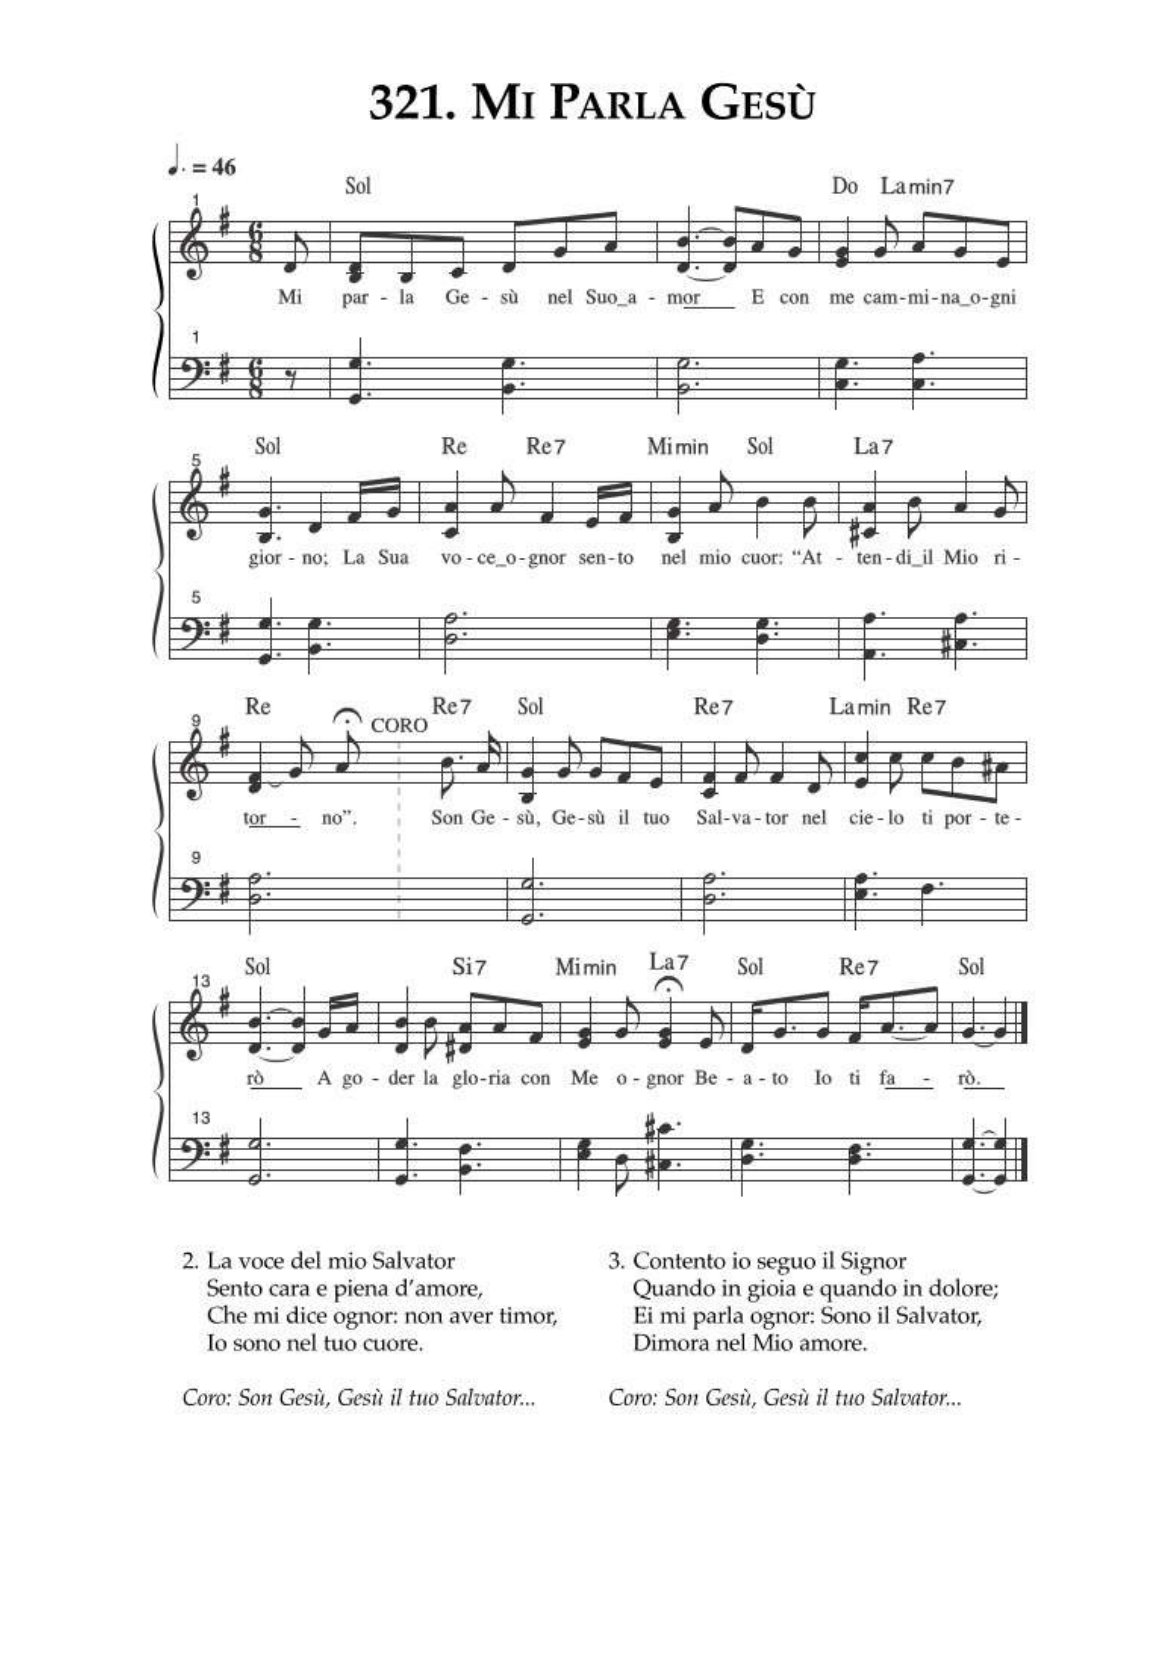 321. MI PARLA GESÙ
♩. = 46
Sol Do Lamin7
1
6 8
Mi par - la Ge - sù nel Suo_a - mor____ E con me cam-mi-na_o-gni
1
6 8
Sol Re Re7 Mimin Sol La7
5
gior - no; La Sua vo - ce_o - gnor sen - to nel mio cuor: “At - ten - di_il Mio ri -
5
Re CORO Re7 Sol Re7 Lamin Re7
9
tor - no”. Son Ge - sù, Ge - sù il tuo Sal - va - tor nel cie - lo ti por - te -
9
Sol Si7 Mimin La7 Sol Re7 Sol
13
rò____ A go - der la glo - ria con Me o - gnor Be - a - to Io ti fa - rò.
13
2. La voce del mio Salvator
Sento cara e piena d’amore,
Che mi dice ognor: non aver timor,
Io sono nel tuo cuore.
Coro: Son Gesù, Gesù il tuo Salvator...
3. Contento io seguo il Signor
Quando in gioia e quando in dolore;
Ei mi parla ognor: Sono il Salvator,
Dimora nel Mio amore.
Coro: Son Gesù, Gesù il tuo Salvator...